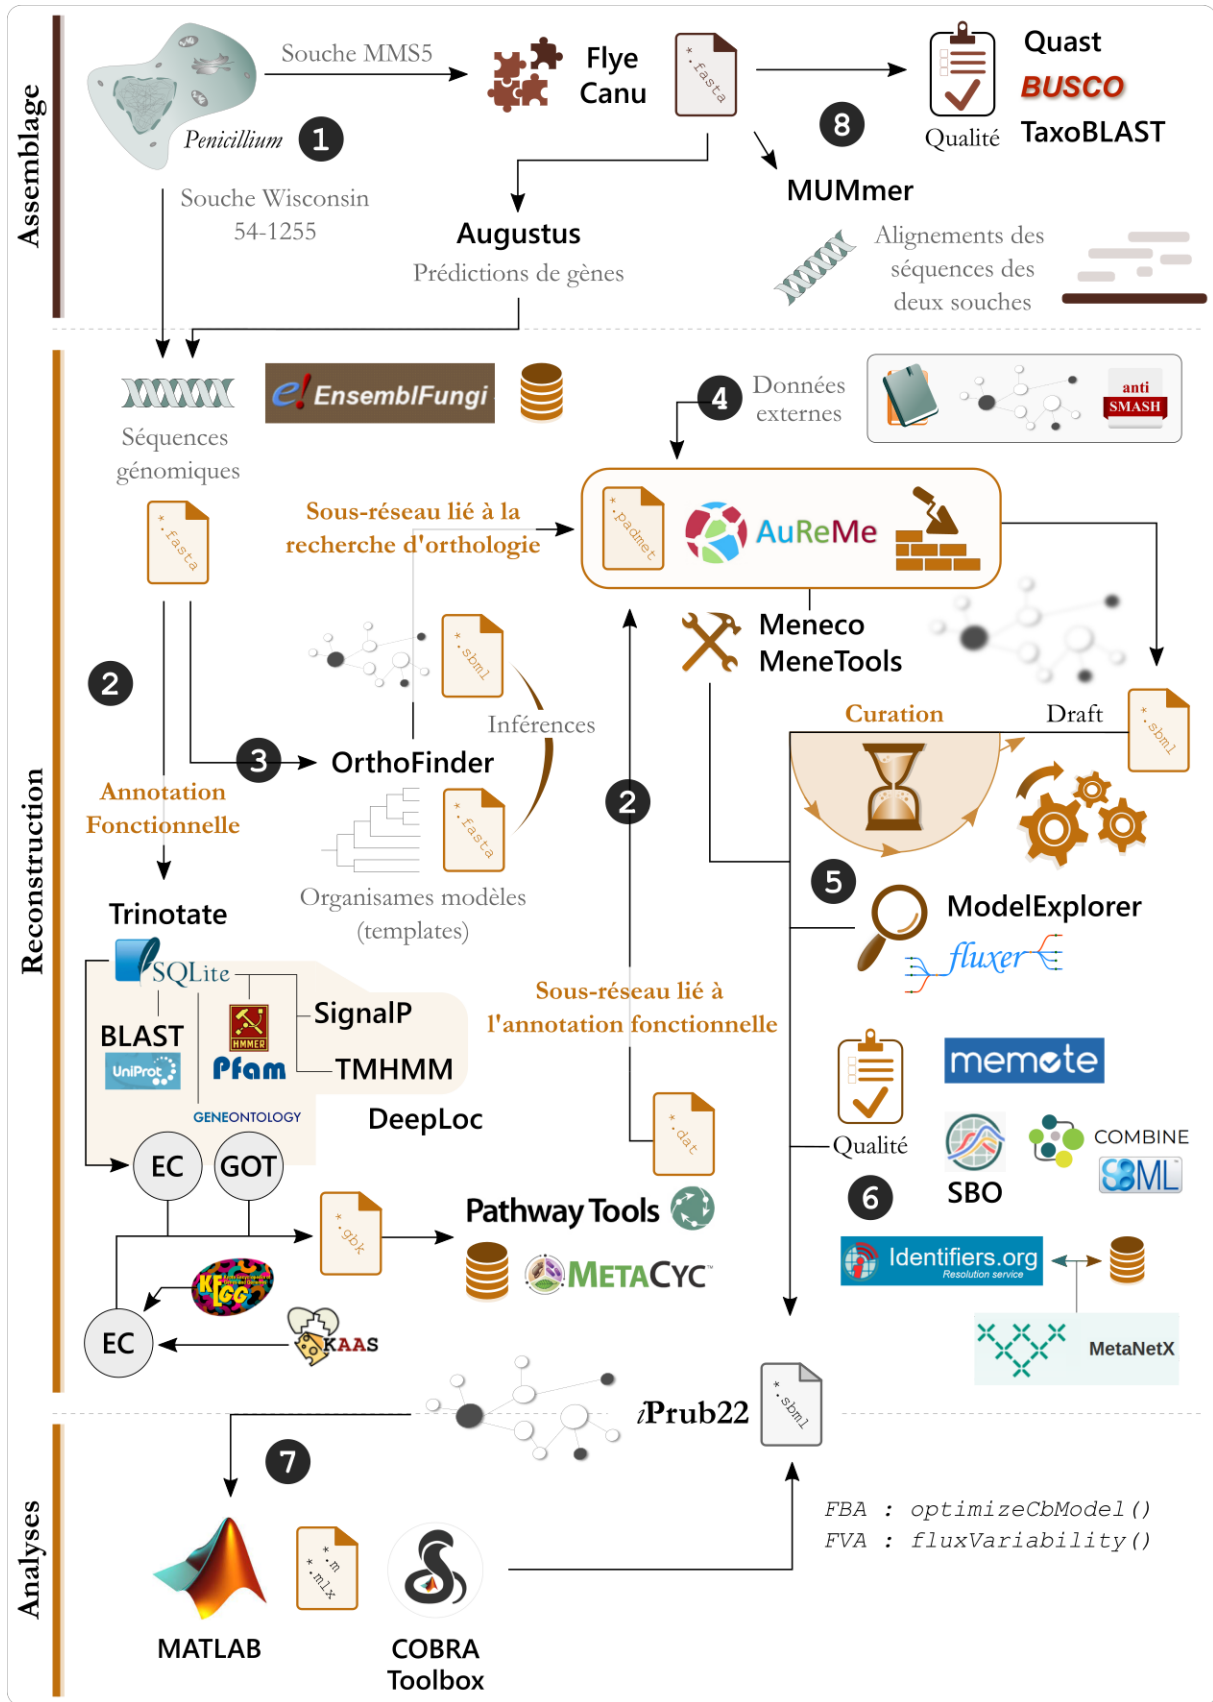 Assemblage
Souche MMS5
Flye
Canu
*.fasta
Quast
BUSCO
TaxoBLAST
Qualité
8
Penicillium
1
Souche Wisconsin
54-1255
MUMmer
Augustus
Prédictions de gènes
Alignements des
séquences des
deux souches
Reconstruction
e! EnsemblFungi
4
Données
externes
anti
SMASH
Séquences
génomiques
*.fasta
Sous-réseau lié à la
recherche d'orthologie
*.padmet
AuReMe
Meneco
MeneTools
*.sbml
2
Inférences
Curation
Draft
*.sbml
3
OrthoFinder
2
Annotation
Fonctionnelle
*.fasta
Organisames modèles
(templates)
5
ModelExplorer
fluxer
Trinotate
SQLite
Sous-réseau lié à
l'annotation fonctionnelle
SignalP
BLAST
UniProt
HMMER
Pfam
TMHMM
GENEONTOLOGY
DeepLoc
*.dat
memote
Qualité
SBO
COMBINE
SBML™
EC
GOT
6
*.gbk
Pathway Tools
METACYC™
Identifiers.org
Resolution service
KEGG
MetaNetX
EC
KAAS
iPrub22
*.sbml
Analyses
7
FBA : optimizeCbModel()
FVA : fluxVariability()
*.m
*.mlx
MATLAB
COBRA
Toolbox